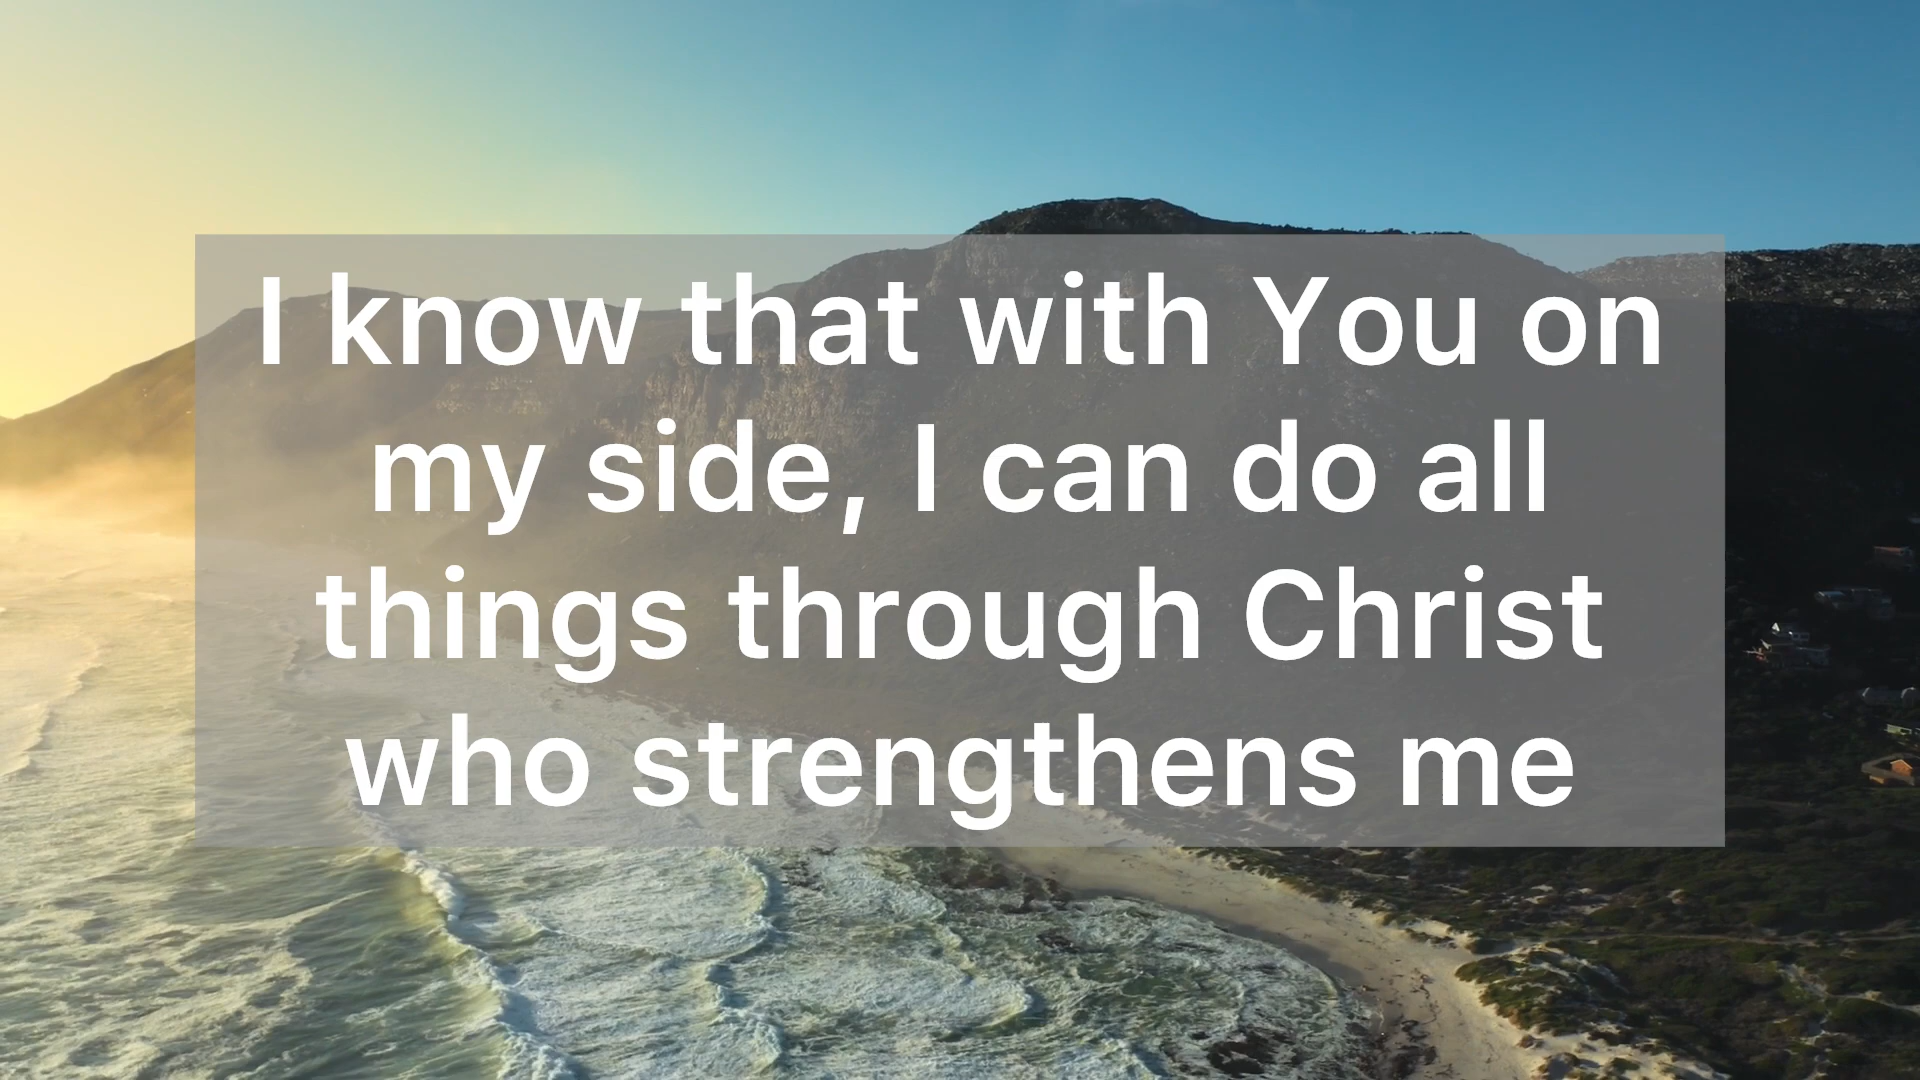 I know that with You on
my side, I can do all
things through Christ
who strengthens me